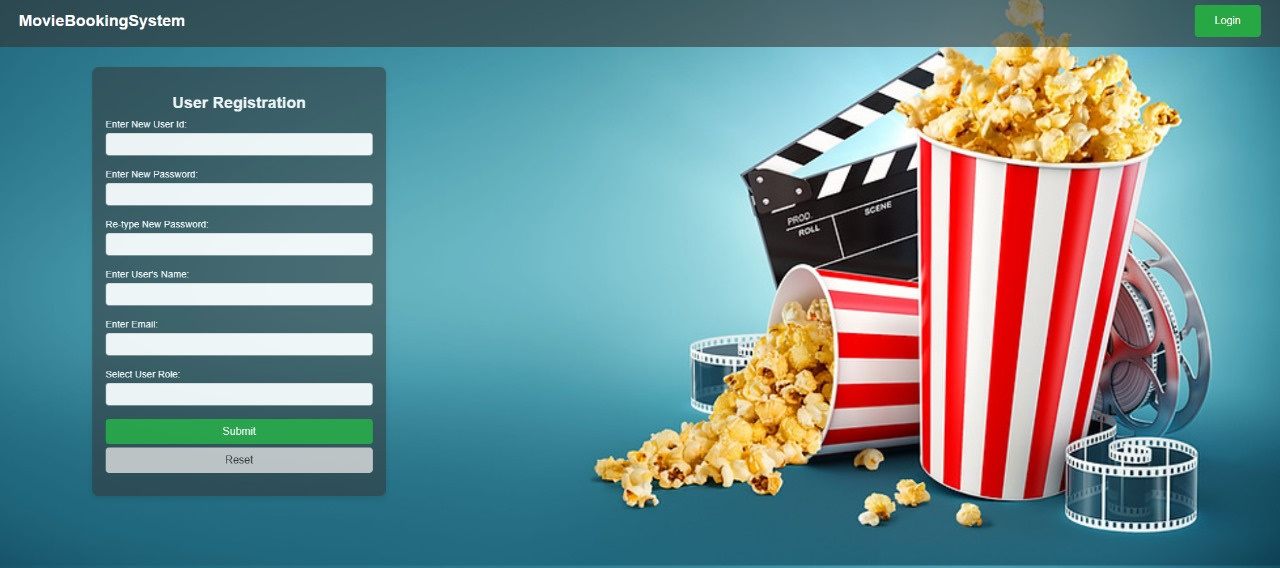 MovieBookingSystem
Login
User Registration
Enter New User Id:
Enter New Password:
Re-type New Password:
Enter User's Name:
Enter Email:
Select User Role:
Submit
Reset
PROD.
ROLL
SCENE